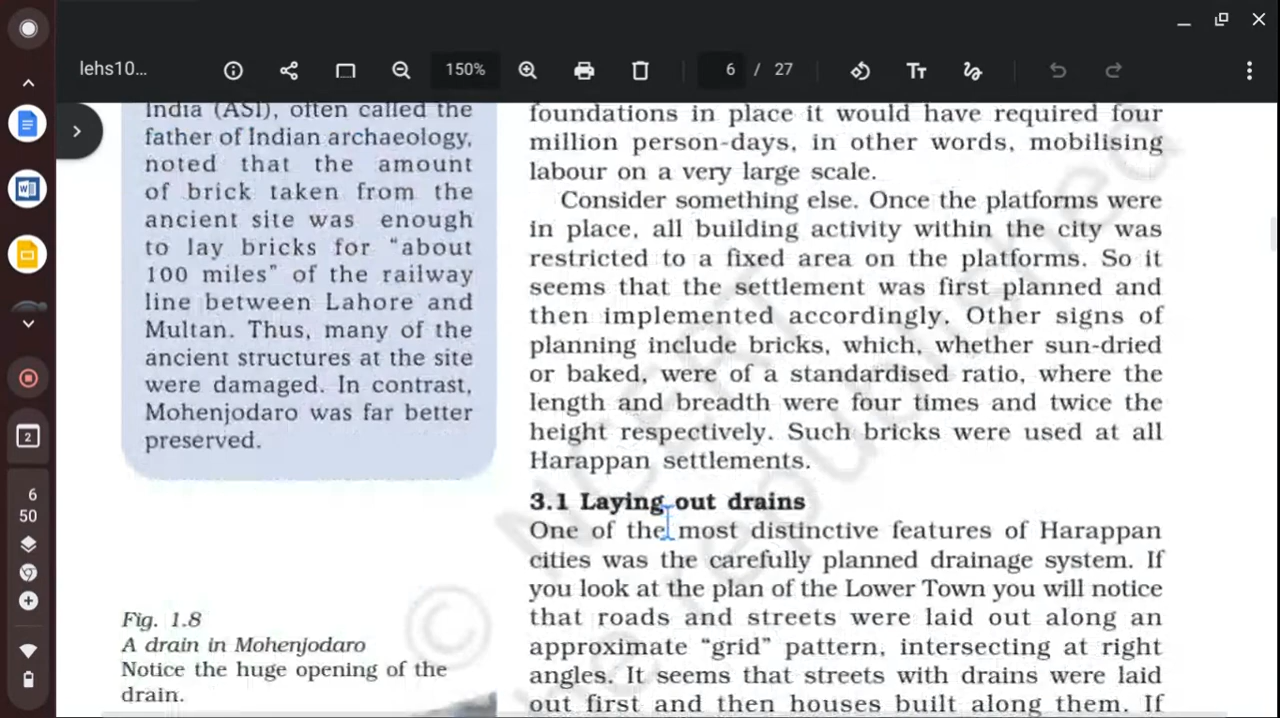 lehs10...
150%
6 / 27
India (ASI), often called the
father of Indian archaeology,
noted that the amount
of brick taken from the
ancient site was enough
to lay bricks for “about
100 miles” of the railway
line between Lahore and
Multan. Thus, many of the
ancient structures at the site
were damaged. In contrast,
Mohenjodaro was far better
preserved.
Fig. 1.8
A drain in Mohenjodaro
Notice the huge opening of the
drain.
foundations in place it would have required four
million person-days, in other words, mobilising
labour on a very large scale.
Consider something else. Once the platforms were
in place, all building activity within the city was
restricted to a fixed area on the platforms. So it
seems that the settlement was first planned and
then implemented accordingly. Other signs of
planning include bricks, which, whether sun-dried
or baked, were of a standardised ratio, where the
length and breadth were four times and twice the
height respectively. Such bricks were used at all
Harappan settlements.
3.1 Laying out drains
One of the most distinctive features of Harappan
cities was the carefully planned drainage system. If
you look at the plan of the Lower Town you will notice
that roads and streets were laid out along an
approximate “grid” pattern, intersecting at right
angles. It seems that streets with drains were laid
out first and then houses built along them. If
© NCERT
republished
2
6
50